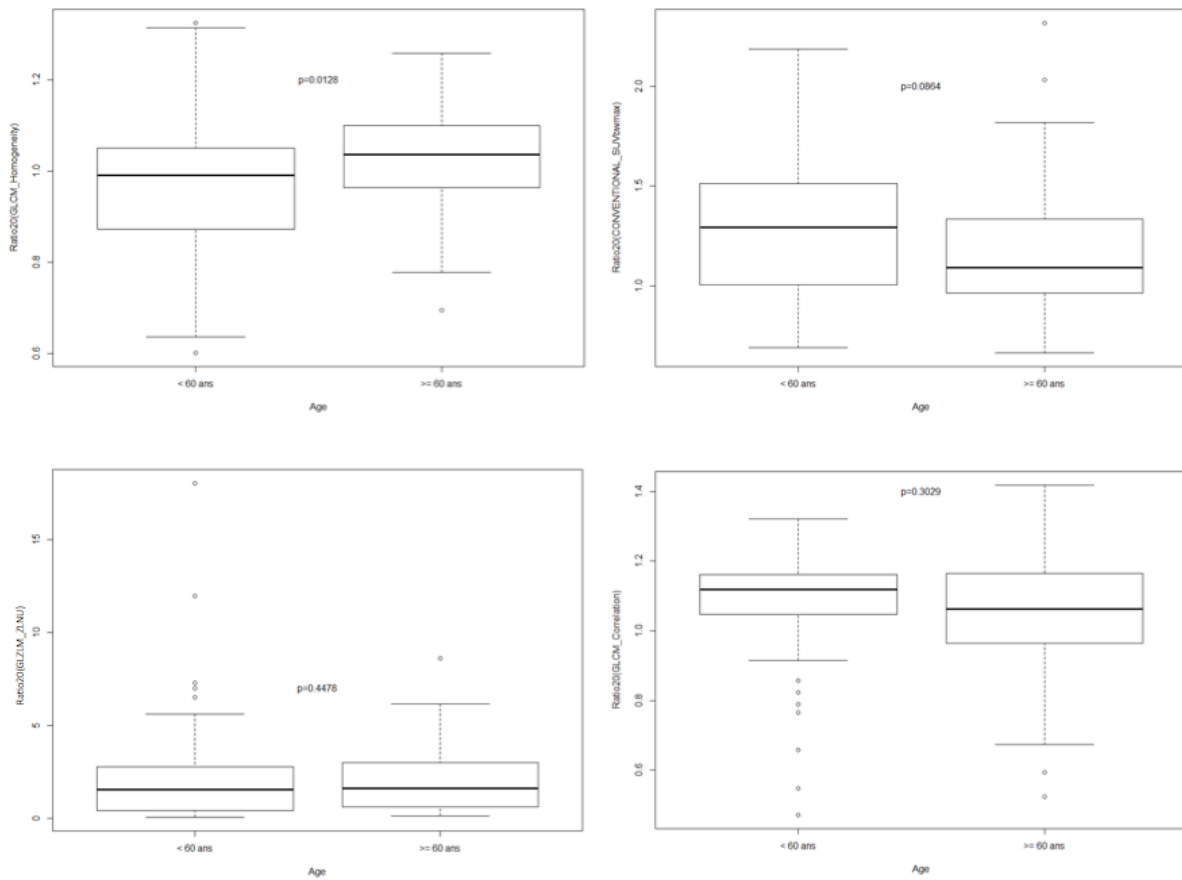 Ratio20(GLCM_Homogeneity)
1.2
1.0
0.8
0.6
p=0.0128
< 60 ans
>= 60 ans
Age
Ratio20(CONVENTIONAL_SUVbwmax)
2.0
1.5
1.0
p=0.0864
< 60 ans
>= 60 ans
Age
Ratio20(GLZLM_ZLNU)
15
10
5
0
p=0.4478
< 60 ans
>= 60 ans
Age
Ratio20(GLCM_Correlation)
1.4
1.2
1.0
0.8
0.6
p=0.3029
< 60 ans
>= 60 ans
Age